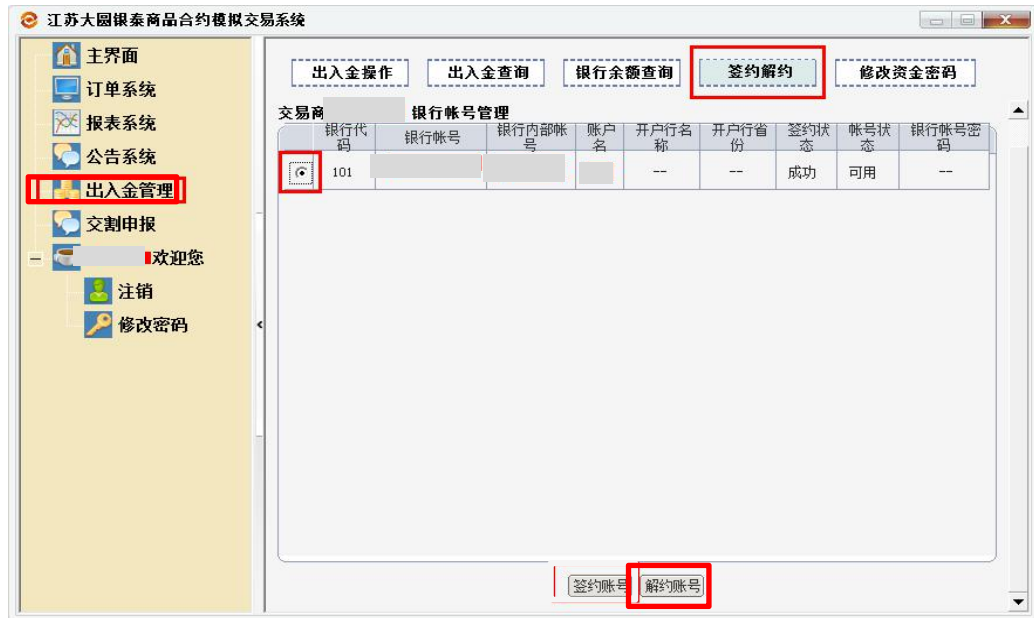 江苏大圆银泰商品合约模拟交易系统
主界面
订单系统
报表系统
公告系统
出入金管理
交割申报
欢迎您
注销
修改密码
出入金操作 出入金查询 银行余额查询 签约解约 修改资金密码
交易商 银行帐号管理
银行代码 银行帐号 银行内部帐号 账户名 开户行名称 开户行省份 签约状态 帐号状态 银行帐号密码
101 -- -- 成功 可用 --
签约账号 解约账号